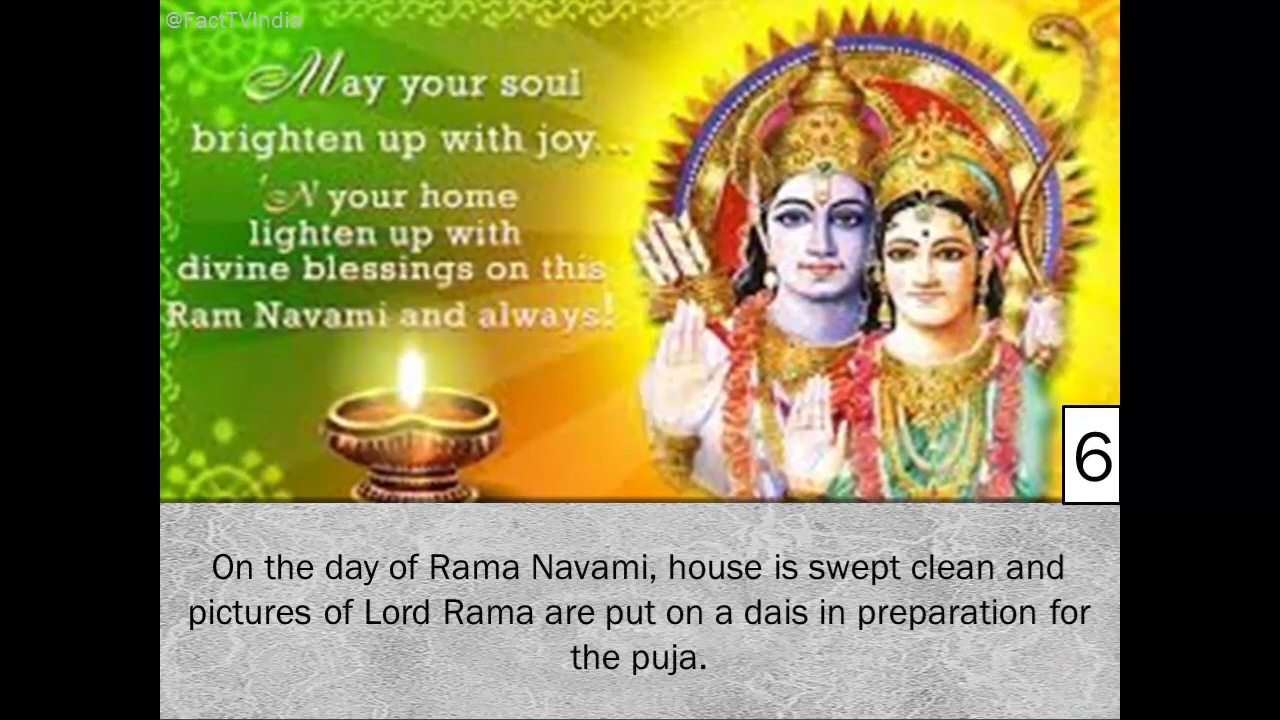 @FactTVIndia
May your soul
brighten up with joy...
'N your home
lighten up with
divine blessings on this
Ram Navami and always!
6
On the day of Rama Navami, house is swept clean and
pictures of Lord Rama are put on a dais in preparation for
the puja.